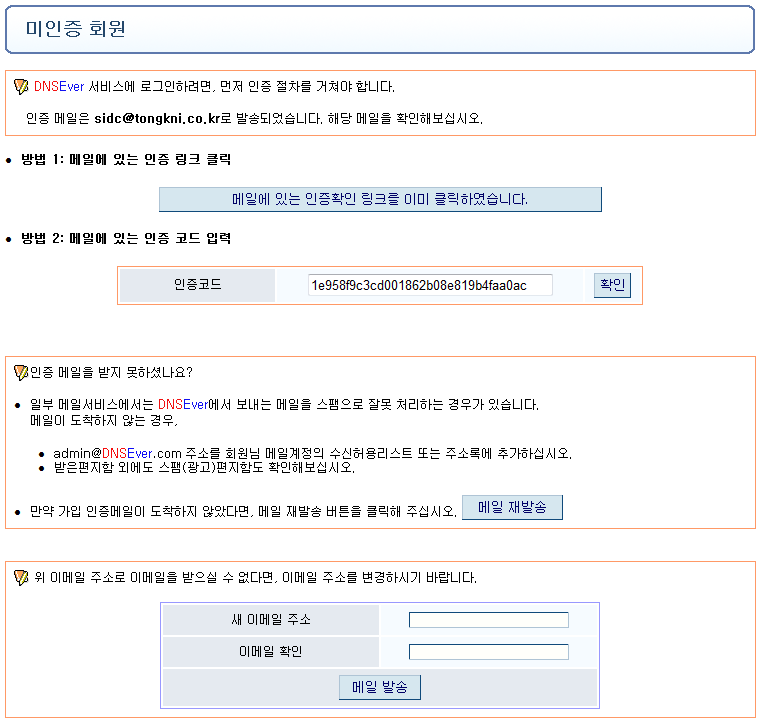 미인증 회원
DNSEver 서비스에 로그인하려면, 먼저 인증 절차를 거쳐야 합니다.
인증 메일은 sidc@tongkni.co.kr로 발송되었습니다. 해당 메일을 확인해보십시오.
방법 1: 메일에 있는 인증 링크 클릭
메일에 있는 인증확인 링크를 이미 클릭하였습니다.
방법 2: 메일에 있는 인증 코드 입력
인증코드 1e958f9c3cd001862b08e819b4faa0ac 확인
인증 메일을 받지 못하셨나요?
일부 메일서비스에서는 DNSEver에서 보내는 메일을 스팸으로 잘못 처리하는 경우가 있습니다.
메일이 도착하지 않는 경우,
admin@DNSEver.com 주소를 회원님 메일계정의 수신허용리스트 또는 주소록에 추가하십시오.
받은편지함 외에도 스팸(광고)편지함도 확인해보십시오.
만약 가입 인증메일이 도착하지 않았다면, 메일 재발송 버튼을 클릭해 주십시오. 메일 재발송
위 이메일 주소로 이메일을 받으실 수 없다면, 이메일 주소를 변경하시기 바랍니다.
새 이메일 주소
이메일 확인
메일 발송